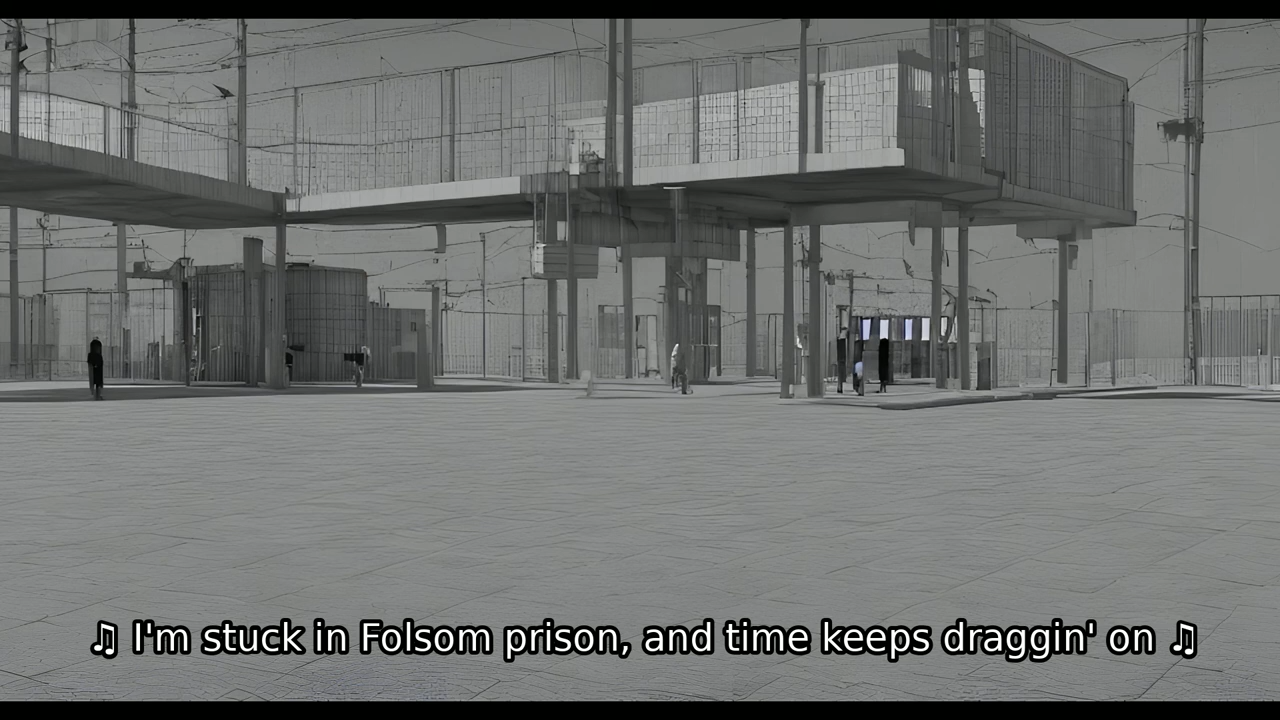 ♫ I'm stuck in Folsom prison, and time keeps draggin' on ♫